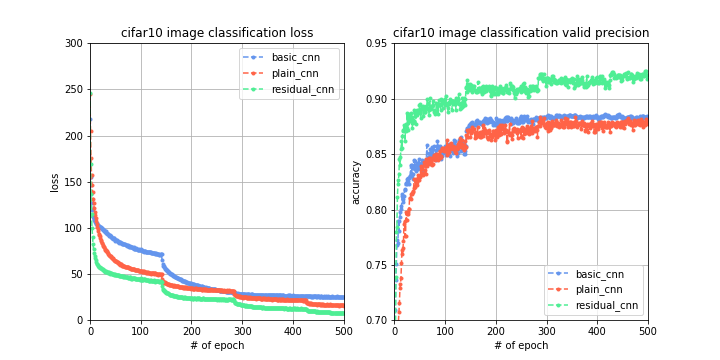 cifar10 image classification loss
300
250
200
150
100
50
0
loss
0 100 200 300 400 500
# of epoch
basic_cnn
plain_cnn
residual_cnn
cifar10 image classification valid precision
0.95
0.90
0.85
0.80
0.75
0.70
accuracy
0 100 200 300 400 500
# of epoch
basic_cnn
plain_cnn
residual_cnn